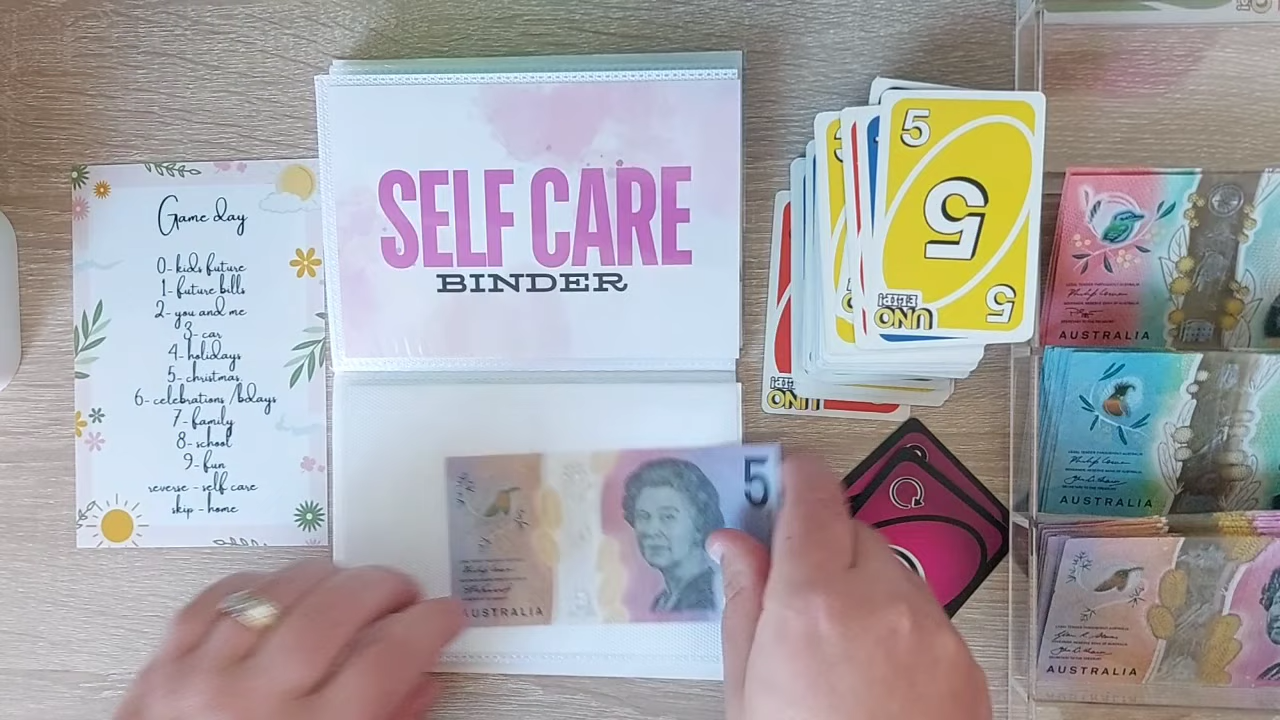 Game day
0- kids future
1- future bills
2- you and me
3- car
4- holidays
5- christmas
6- celebrations /bdays
7- family
8- school
9- fun
reverse - self care
skip - home
SELF CARE
BINDER
5
AUSTRALIA
5
5
5
UNO
UNO
AUSTRALIA
AUSTRALIA
AUSTRALIA